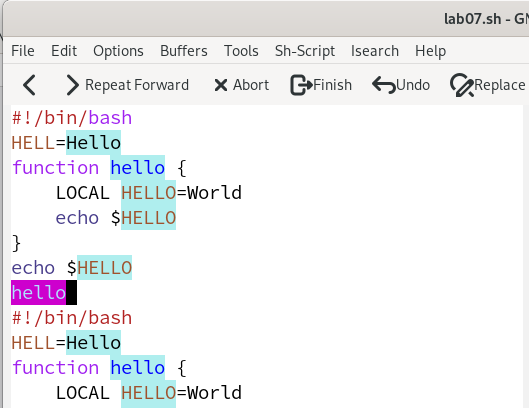 lab07.sh - GN
File Edit Options Buffers Tools Sh-Script Isearch Help
Repeat Forward Abort Finish Undo Replace
#!/bin/bash
HELL=Hello
function hello {
    LOCAL HELLO=World
    echo $HELLO
}
echo $HELLO
hello
#!/bin/bash
HELL=Hello
function hello {
    LOCAL HELLO=World